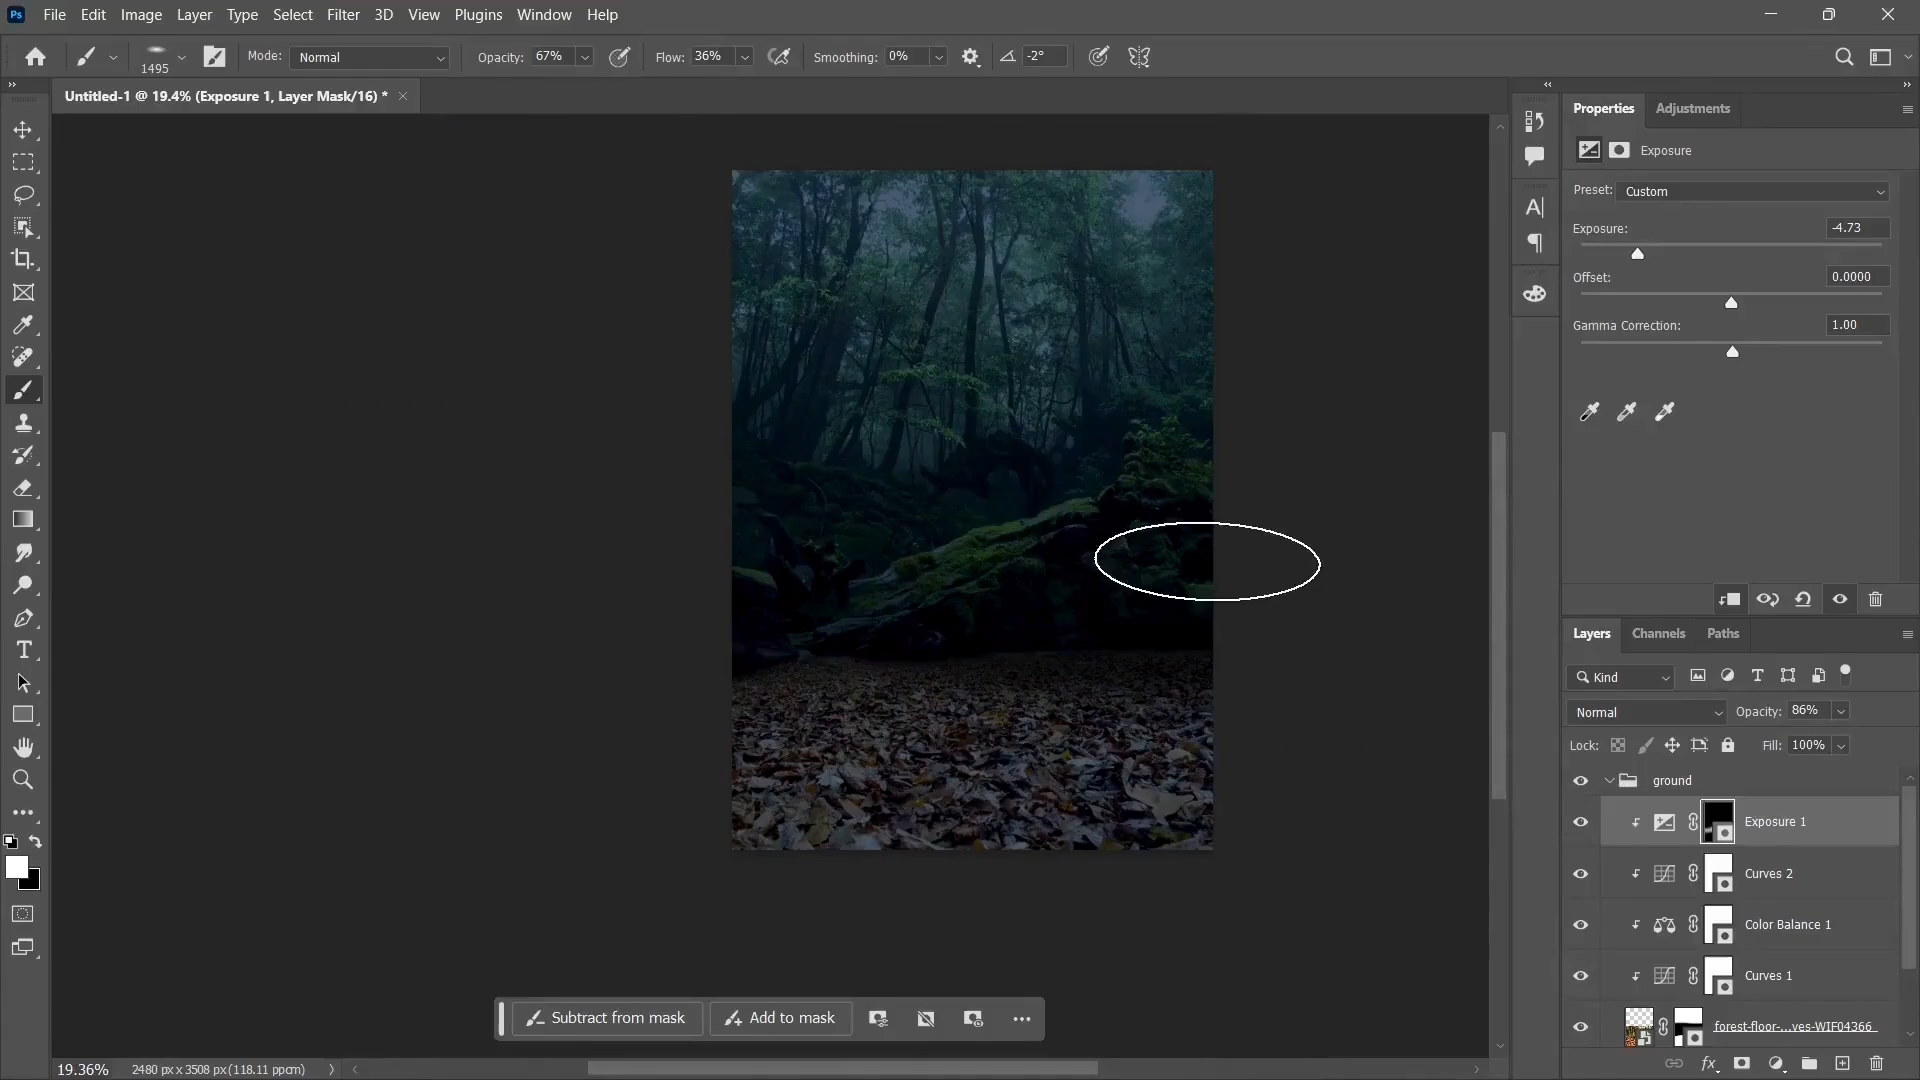 Ps File Edit Image Layer Type Select Filter 3D View Plugins Window Help
1495 Mode: Normal Opacity: 67% Flow: 36% Smoothing: 0% -2°
Untitled-1 @ 19.4% (Exposure 1, Layer Mask/16) *
Properties Adjustments
Exposure
Preset: Custom
Exposure: -4.73
Offset: 0.0000
Gamma Correction: 1.00
Layers Channels Paths
Kind
Normal Opacity: 86%
Lock: Fill: 100%
ground
Exposure 1
Curves 2
Color Balance 1
Curves 1
forest-floor-...ves-WIF04366
Subtract from mask Add to mask
19.36% 2480 px x 3508 px (118.11 ppcm)
fx